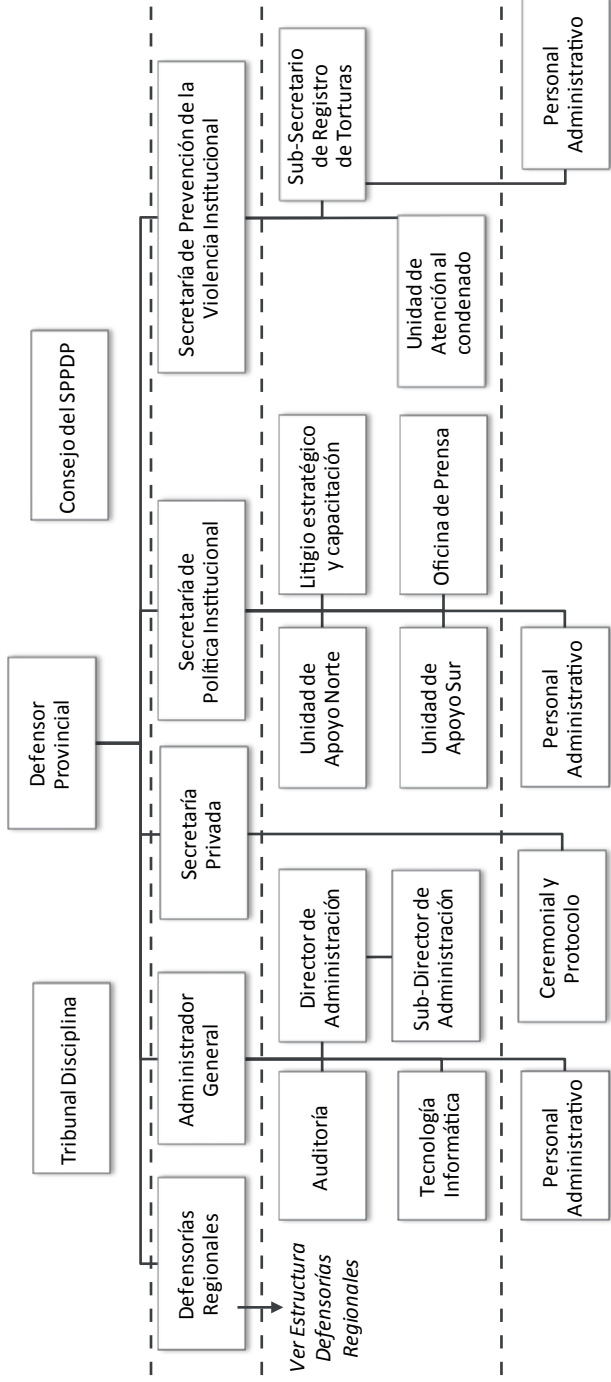 Tribunal Disciplina
Defensor
Provincial
Consejo del SPPDP
Defensorías
Regionales
Administrador
General
Secretaría
Privada
Secretaría de
Política Institucional
Secretaría de Prevención de la
Violencia Institucional
Ver Estructura
Defensorías
Regionales
Auditoría
Director de
Administración
Unidad de
Apoyo Norte
Litigio estratégico
y capacitación
Sub-Secretario
de Registro
de Torturas
Tecnología
Informática
Sub-Director de
Administración
Unidad de
Apoyo Sur
Oficina de Prensa
Unidad de
Atención al
condenado
Personal
Administrativo
Ceremonial y
Protocolo
Personal
Administrativo
Personal
Administrativo